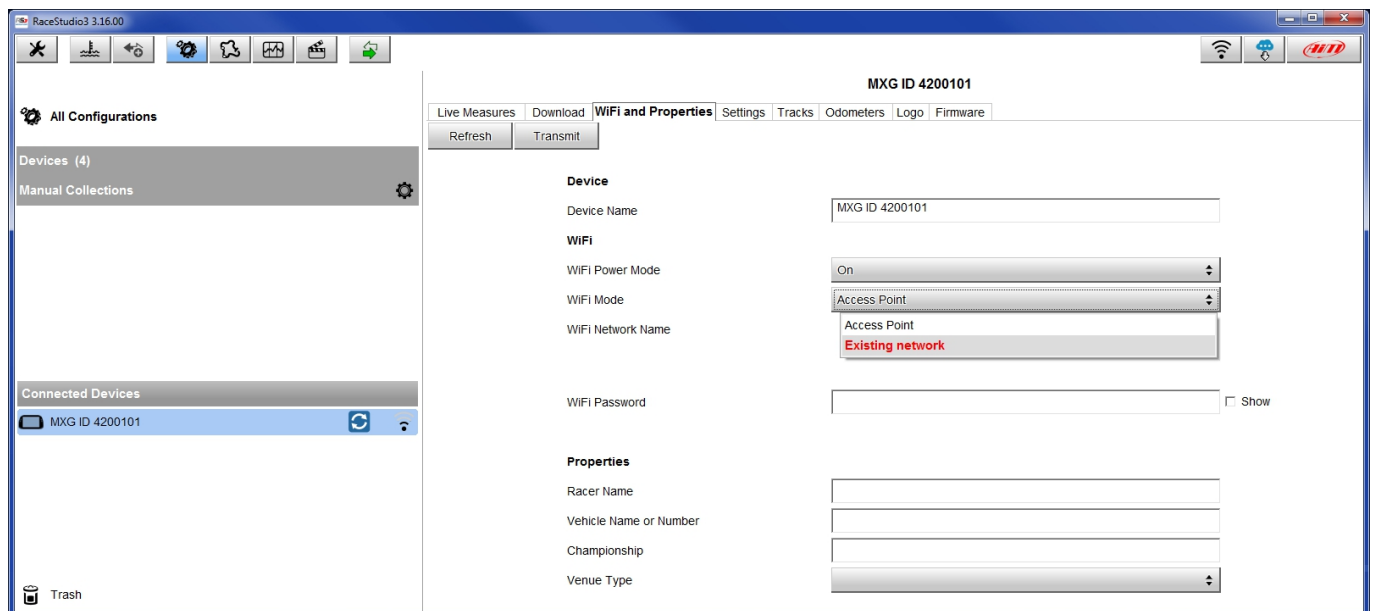 RaceStudio3 3.16.00
AiM
MXG ID 4200101
All Configurations
Live Measures Download WiFi and Properties Settings Tracks Odometers Logo Firmware
Refresh Transmit
Devices (4)
Manual Collections
Device
Device Name MXG ID 4200101
WiFi
WiFi Power Mode On
WiFi Mode Access Point
Access Point
WiFi Network Name
Existing network
Connected Devices
MXG ID 4200101
WiFi Password Show
Properties
Racer Name
Vehicle Name or Number
Championship
Venue Type
Trash